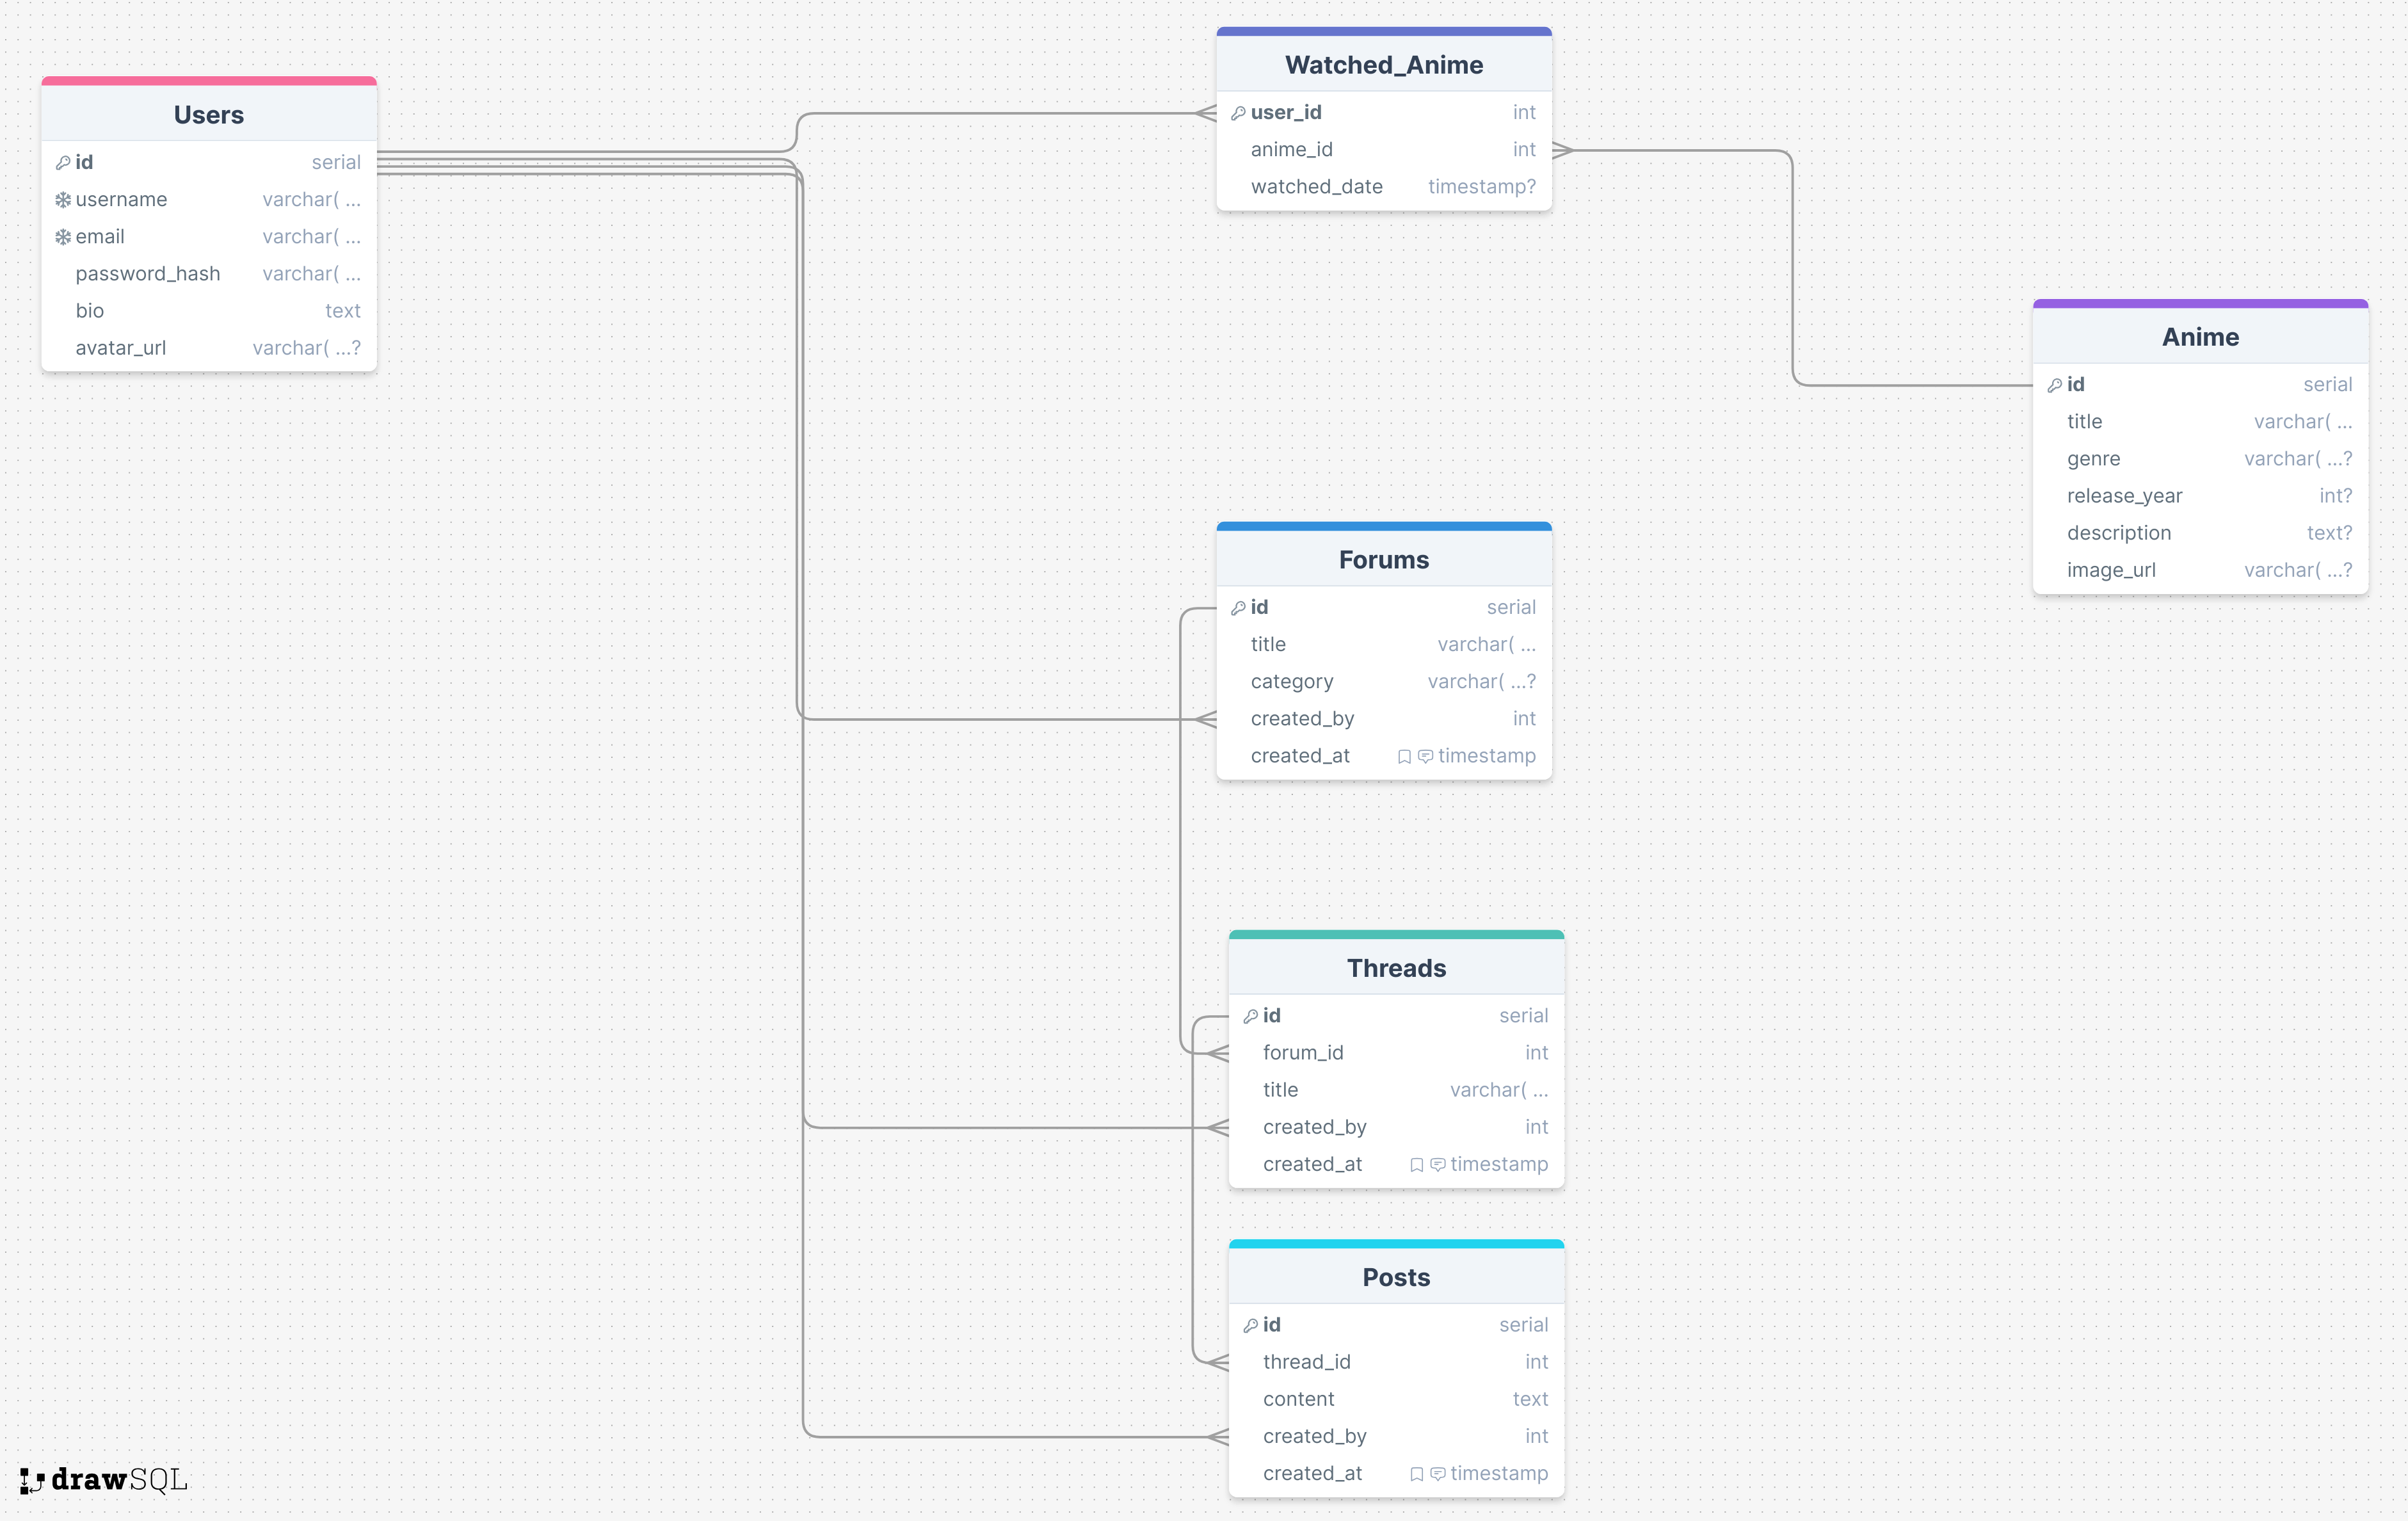 Users
id serial
username varchar( ...
email varchar( ...
password_hash varchar( ...
bio text
avatar_url varchar( ...?
Watched_Anime
user_id int
anime_id int
watched_date timestamp?
Anime
id serial
title varchar( ...
genre varchar( ...?
release_year int?
description text?
image_url varchar( ...?
Forums
id serial
title varchar( ...
category varchar( ...?
created_by int
created_at timestamp
Threads
id serial
forum_id int
title varchar( ...
created_by int
created_at timestamp
Posts
id serial
thread_id int
content text
created_by int
created_at timestamp
drawSQL